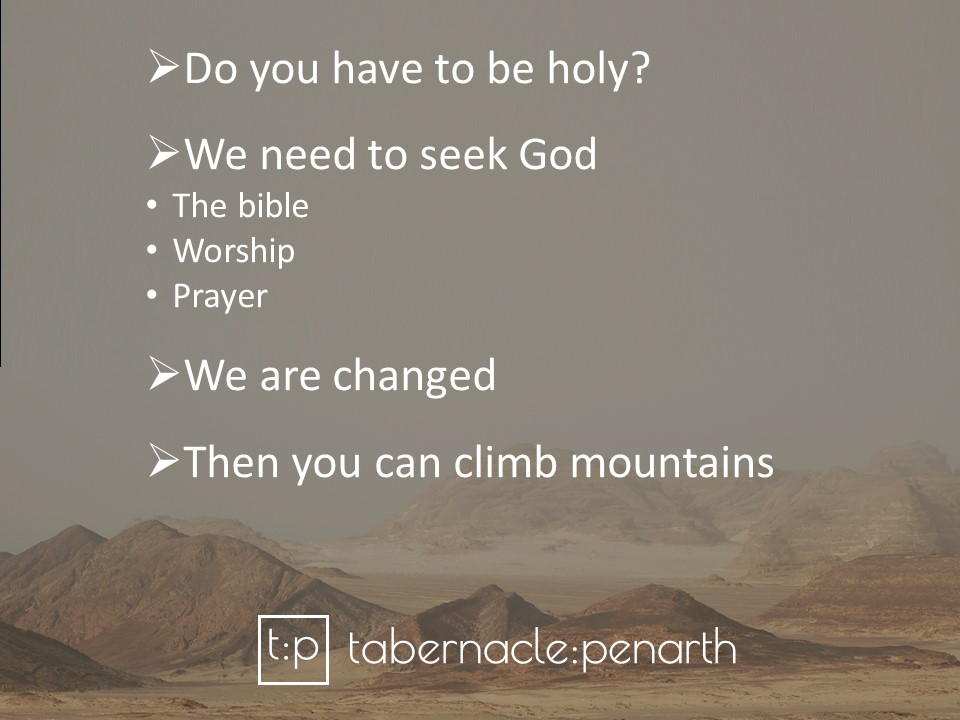 ➢Do you have to be holy?
➢We need to seek God
• The bible
• Worship
• Prayer
➢We are changed
➢Then you can climb mountains
t:p tabernacle:penarth